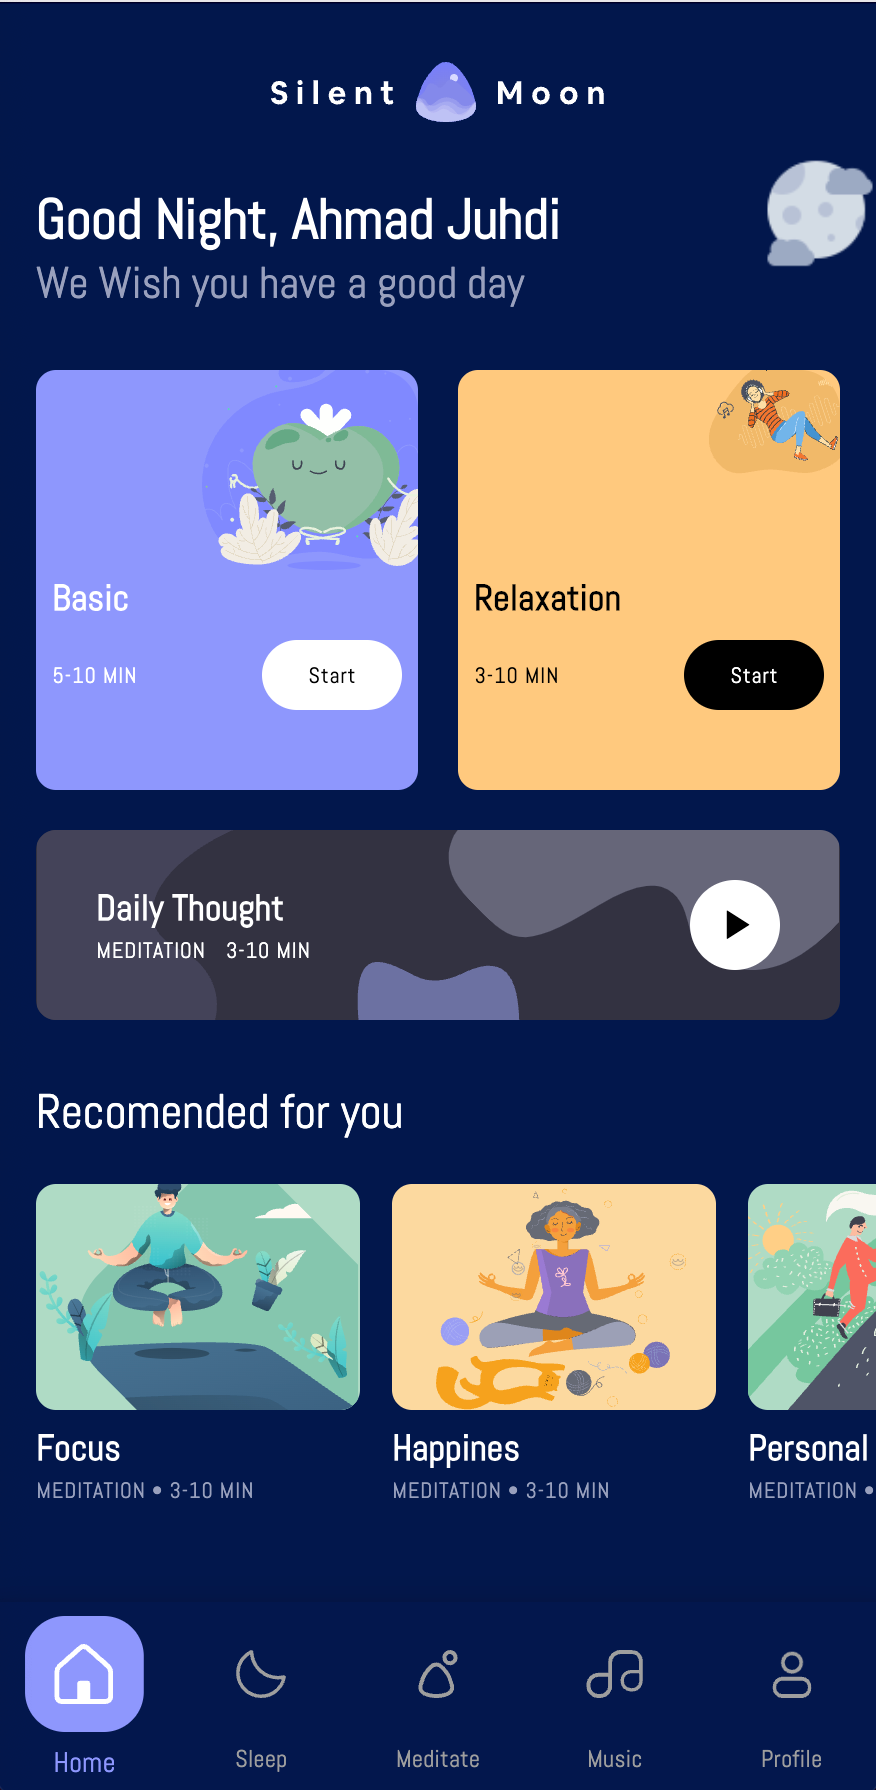 Silent Moon
Good Night, Ahmad Juhdi
We Wish you have a good day
Basic
5-10 MIN
Start
Relaxation
3-10 MIN
Start
Daily Thought
MEDITATION 3-10 MIN
Recomended for you
Focus
MEDITATION • 3-10 MIN
Happines
MEDITATION • 3-10 MIN
Personal
MEDITATION •
Home
Sleep
Meditate
Music
Profile